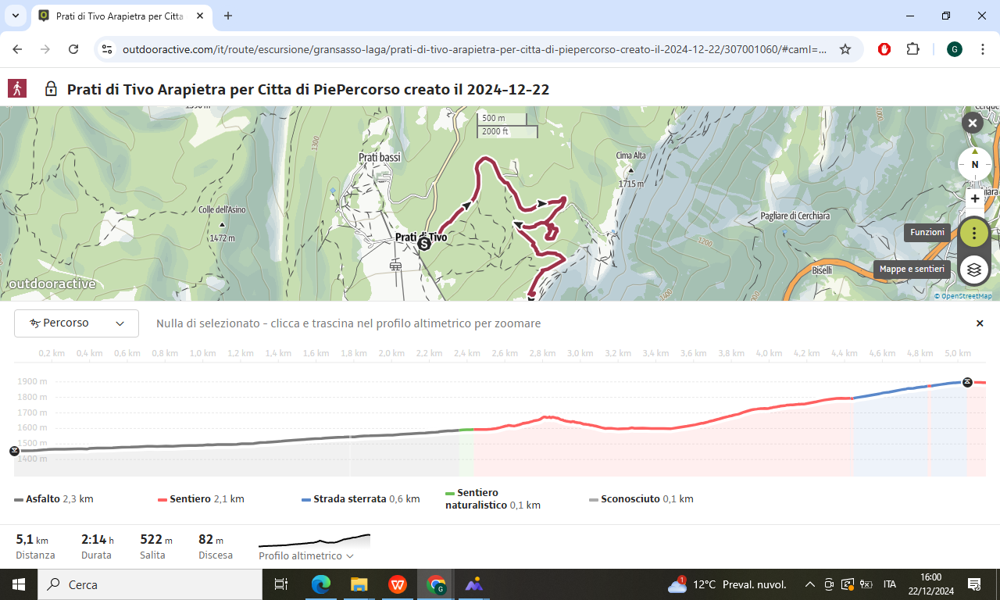 Prati di Tivo Arapietra per Citta
outdooractive.com/it/route/escursione/gransasso-laga/prati-di-tivo-arapietra-per-citta-di-piepercorso-creato-il-2024-12-22/307001060/#caml=...
G
Prati di Tivo Arapietra per Citta di PiePercorso creato il 2024-12-22
500 m
2000 ft
1300
1000
Prati bassi
Cima Alta
1715 m
N
Colle dell'Asino
1472 m
Pagliare di Cerchiara
Prati di Tivo
S
Funzioni
1200
Biselli
Mappe e sentieri
outdooractive
1400
© OpenStreetMap
Percorso
Nulla di selezionato - clicca e trascina nel profilo altimetrico per zoomare
0,2 km 0,4 km 0,6 km 0,8 km 1,0 km 1,2 km 1,4 km 1,6 km 1,8 km 2,0 km 2,2 km 2,4 km 2,6 km 2,8 km 3,0 km 3,2 km 3,4 km 3,6 km 3,8 km 4,0 km 4,2 km 4,4 km 4,6 km 4,8 km 5,0 km
1900 m
1800 m
1700 m
1600 m
1500 m
1400 m
Asfalto 2,3 km
Sentiero 2,1 km
Strada sterrata 0,6 km
Sentiero
naturalistico 0,1 km
Sconosciuto 0,1 km
5,1 km 2:14 h 522 m 82 m
Distanza Durata Salita Discesa Profilo altimetrico
Cerca
1
12°C Preval. nuvol.
ITA
16:00
22/12/2024